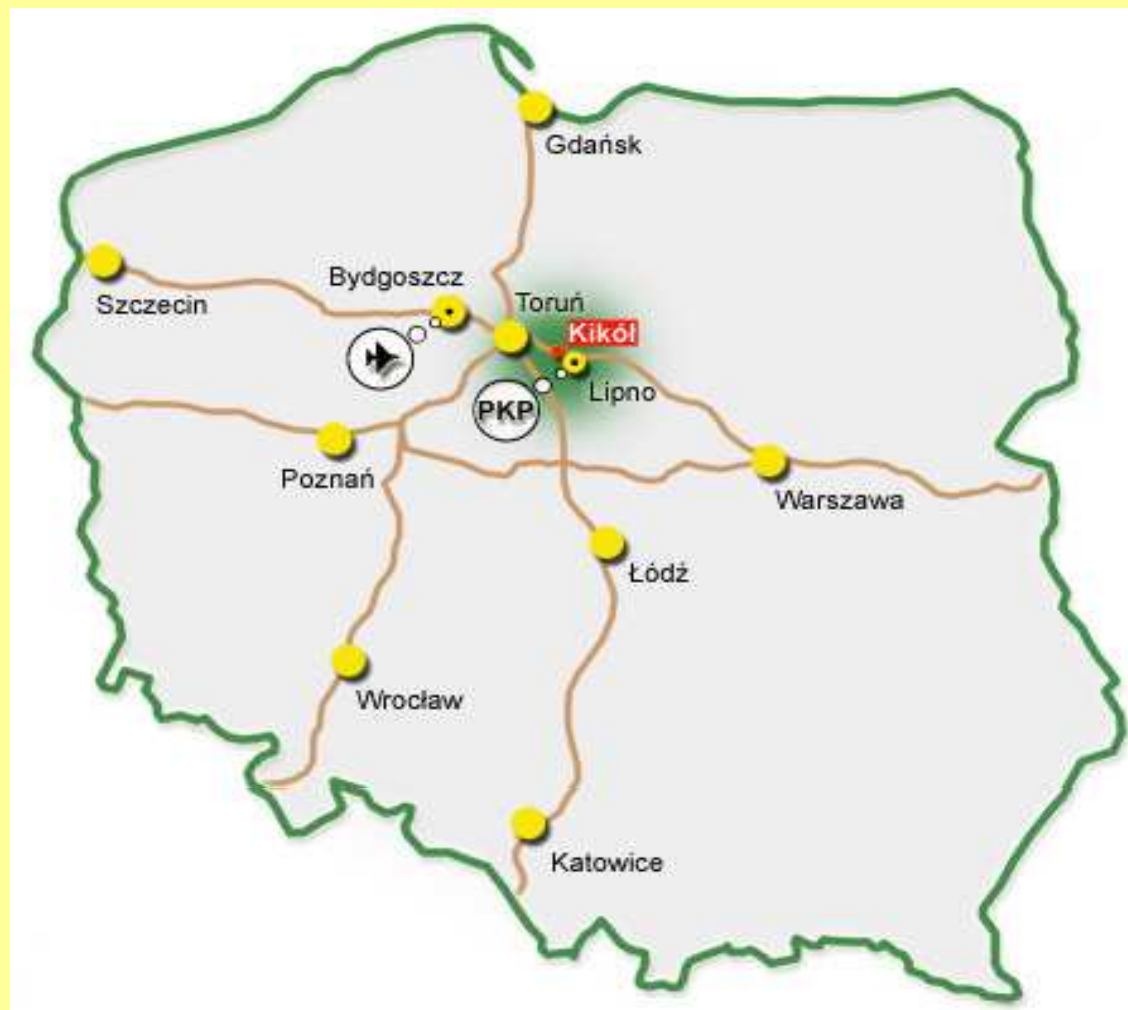 Gdańsk
Bydgoszcz
Szczecin
Toruń
Kikół
Lipno
PKP
Poznań
Warszawa
Łódź
Wrocław
Katowice